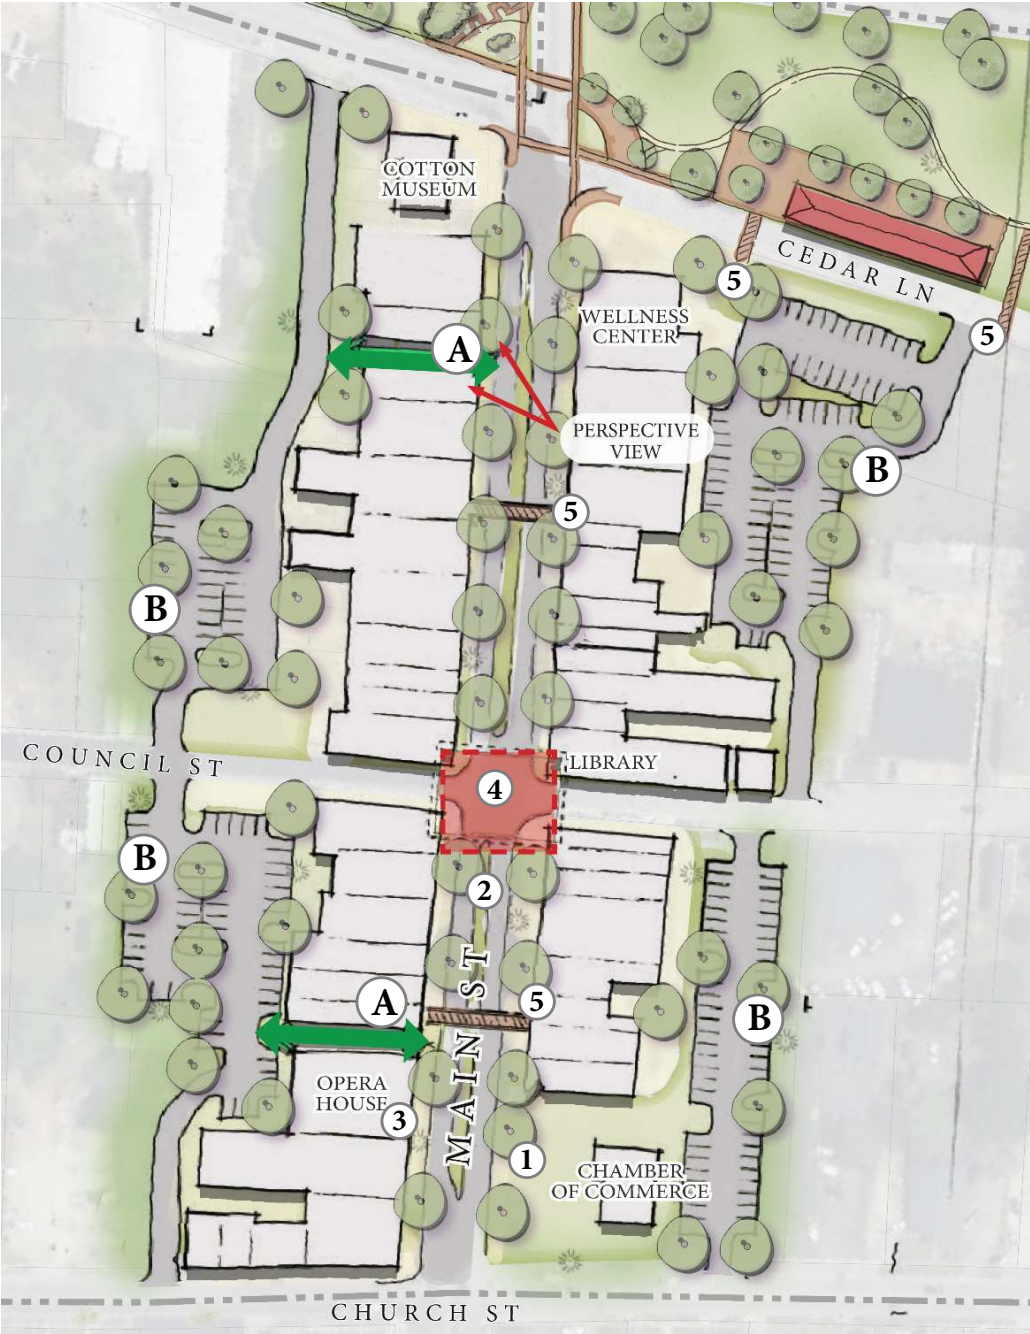 COTTON
MUSEUM
CEDAR LN
5
WELLNESS
CENTER
5
A
PERSPECTIVE
VIEW
B
5
B
COUNCIL ST
LIBRARY
4
B
2
MAIN ST
A
5
B
OPERA
HOUSE
3
1
CHAMBER
OF COMMERCE
CHURCH ST